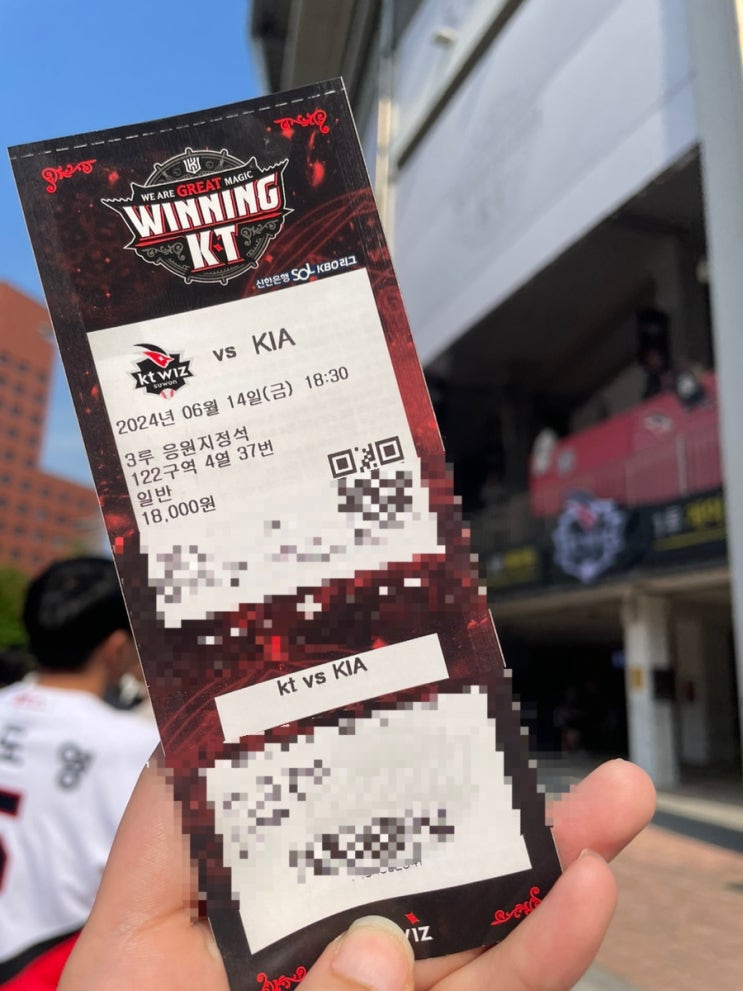 WE ARE GREAT MAGIC
WINNING
KT
신한은행 SOL KBO리그
kt wiz
suwon
vs KIA
2024년 06월 14일(금) 18:30
3루 응원지정석
122구역 4열 37번
일반
18,000원
kt vs KIA
도영